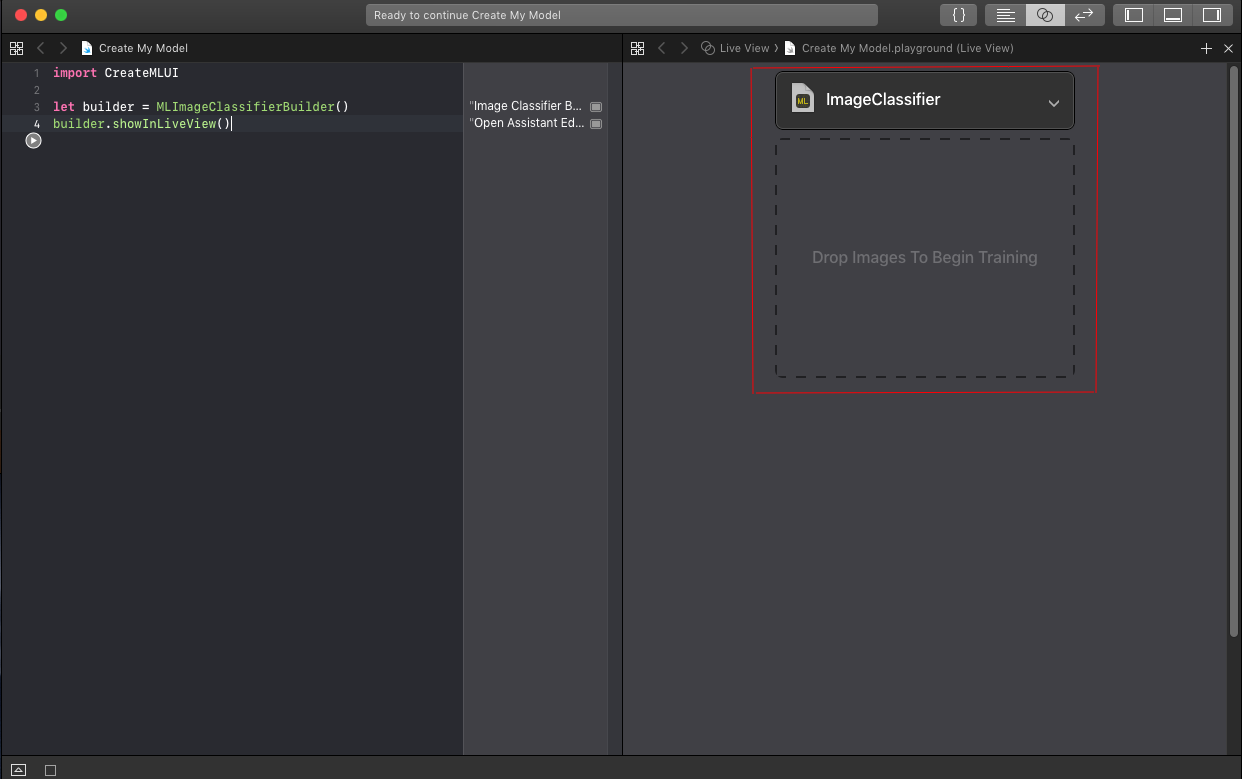 Ready to continue Create My Model
{ }
Create My Model
Live View 〉 Create My Model.playground (Live View)
1 import CreateMLUI
2
3 let builder = MLImageClassifierBuilder()
"Image Classifier B...
4 builder.showInLiveView()
"Open Assistant Ed...
ML ImageClassifier
Drop Images To Begin Training